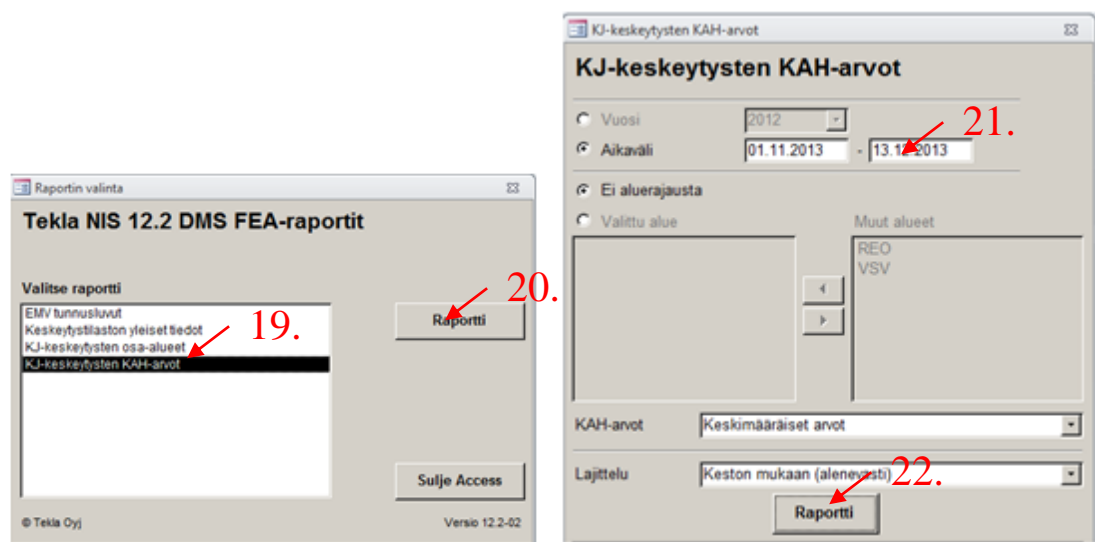 Raportin valinta
Tekla NIS 12.2 DMS FEA-raportit
Valitse raportti
EMV tunnusluvut
Keskeytystilaston yleiset tiedot
KJ-keskeytysten osa-alueet
KJ-keskeytysten KAH-arvot
19.
20.
Raportti
Sulje Access
© Tekla Oyj
Versio 12.2-02
KJ-keskeytysten KAH-arvot
KJ-keskeytysten KAH-arvot
Vuosi 2012
21.
Aikaväli 01.11.2013 - 13.12.2013
Ei aluerajausta
Valittu alue Muut alueet
REO
VSV
KAH-arvot Keskimääräiset arvot
Lajittelu Keston mukaan (alenevasti)
22.
Raportti